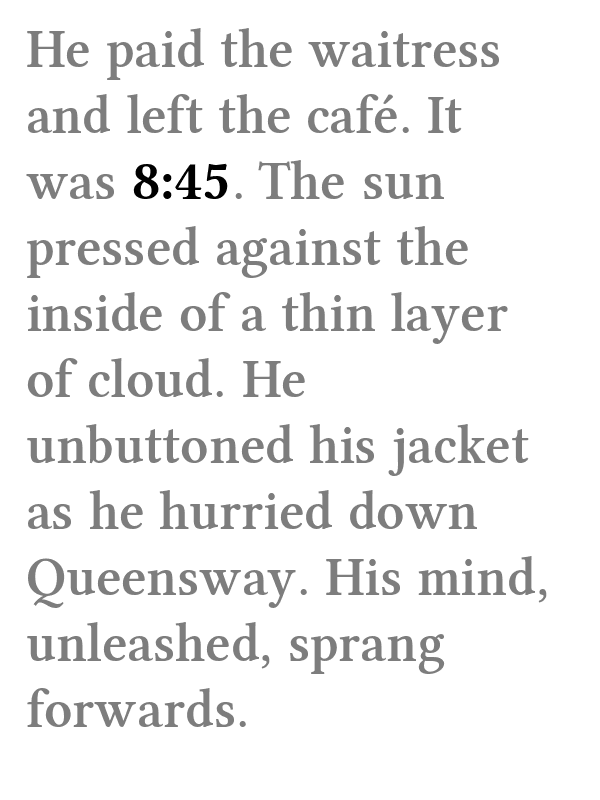 He paid the waitress
and left the café. It
was 8:45. The sun
pressed against the
inside of a thin layer
of cloud. He
unbuttoned his jacket
as he hurried down
Queensway. His mind,
unleashed, sprang
forwards.